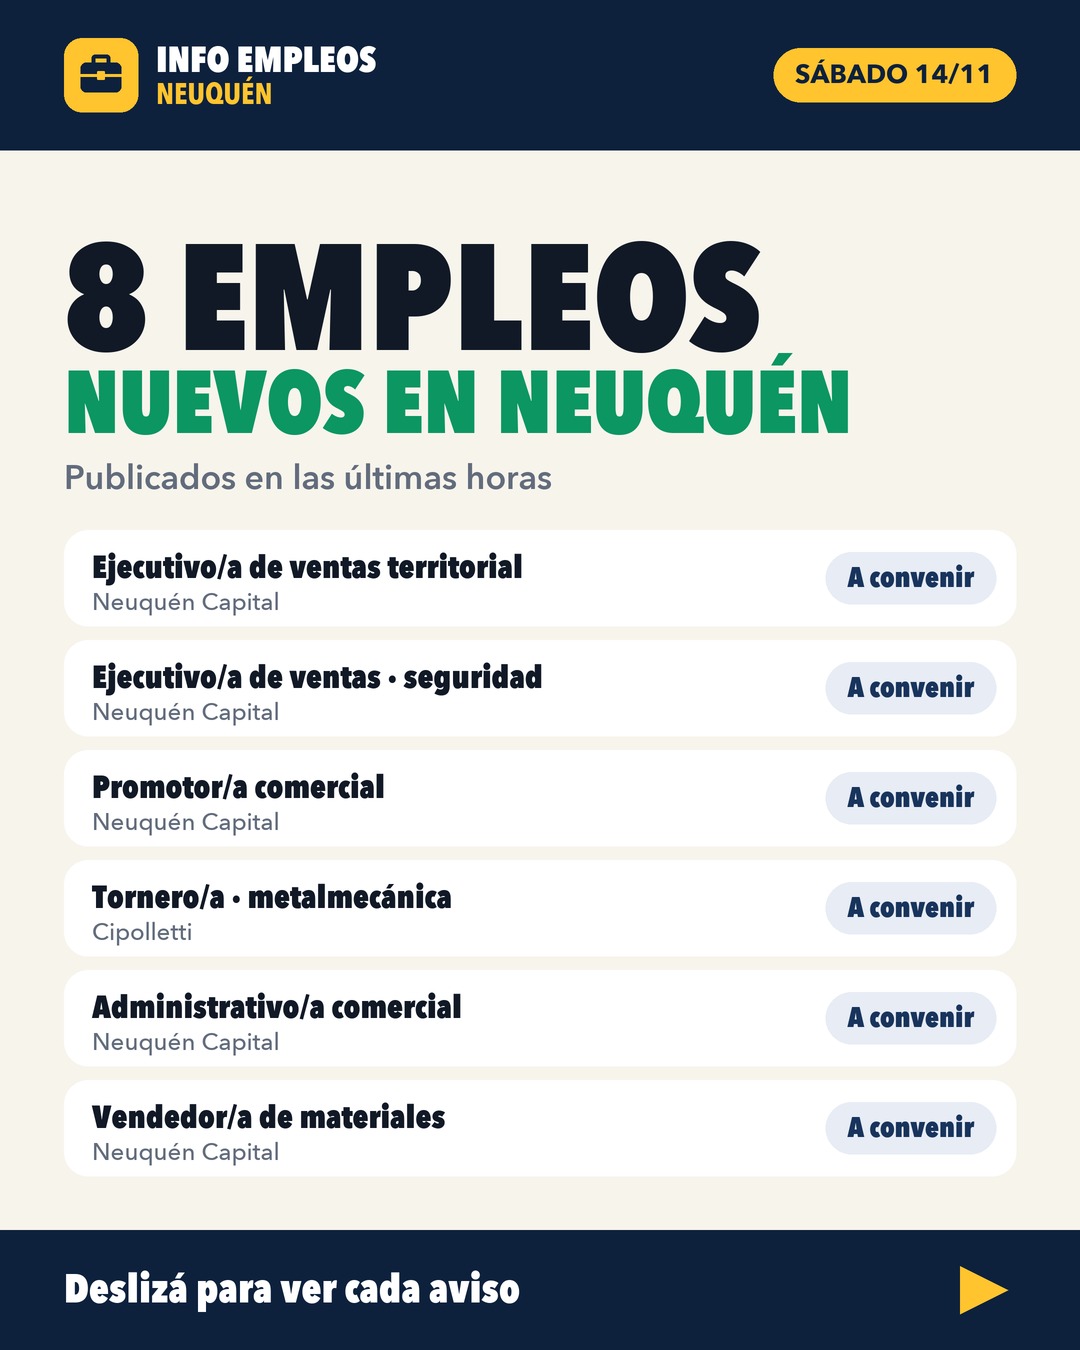 INFO EMPLEOS
NEUQUÉN
SÁBADO 14/11
8 EMPLEOS
NUEVOS EN NEUQUÉN
Publicados en las últimas horas
Ejecutivo/a de ventas territorial
Neuquén Capital
A convenir
Ejecutivo/a de ventas · seguridad
Neuquén Capital
A convenir
Promotor/a comercial
Neuquén Capital
A convenir
Tornero/a · metalmecánica
Cipolletti
A convenir
Administrativo/a comercial
Neuquén Capital
A convenir
Vendedor/a de materiales
Neuquén Capital
A convenir
Deslizá para ver cada aviso